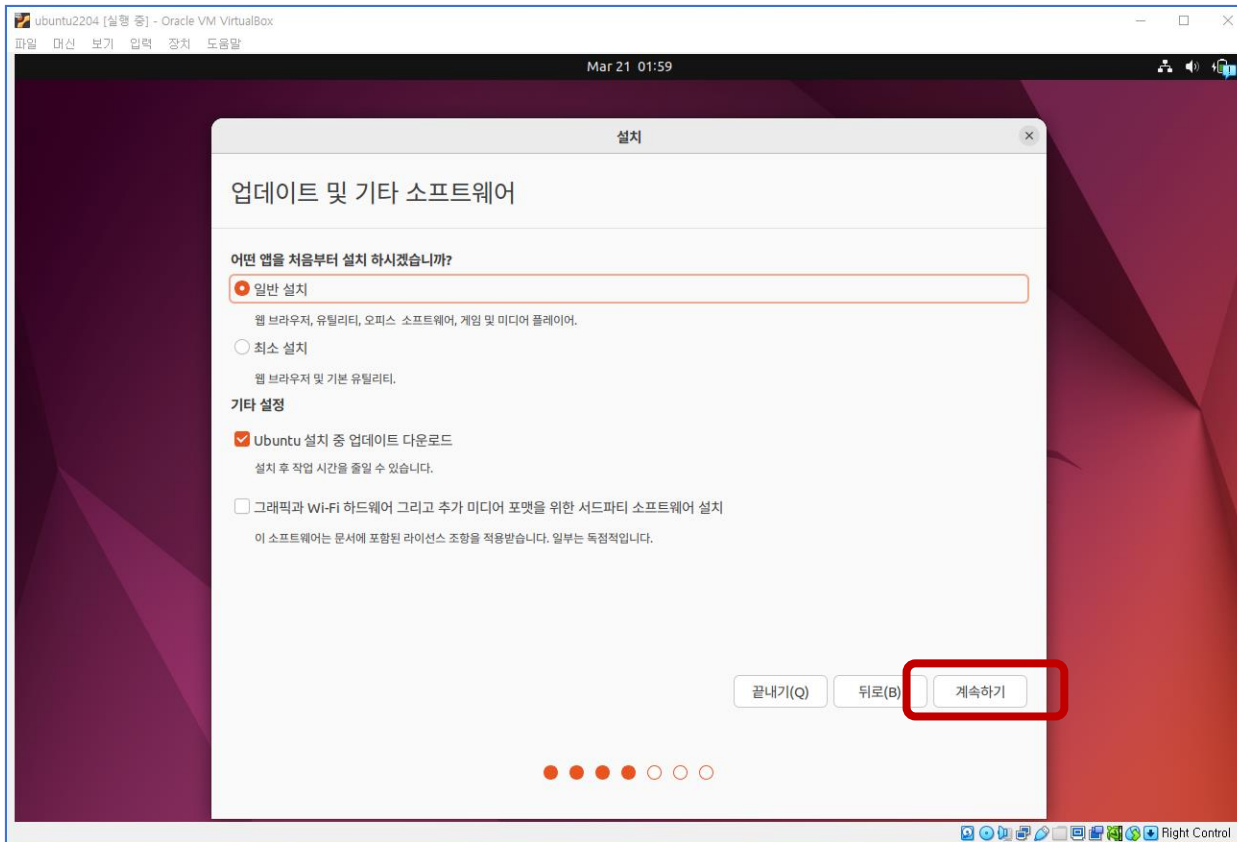 ubuntu2204 [실행 중] - Oracle VM VirtualBox
파일 머신 보기 입력 장치 도움말
Mar 21 01:59
설치
업데이트 및 기타 소프트웨어
어떤 앱을 처음부터 설치 하시겠습니까?
일반 설치
웹 브라우저, 유틸리티, 오피스 소프트웨어, 게임 및 미디어 플레이어.
최소 설치
웹 브라우저 및 기본 유틸리티.
기타 설정
Ubuntu 설치 중 업데이트 다운로드
설치 후 작업 시간을 줄일 수 있습니다.
그래픽과 Wi-Fi 하드웨어 그리고 추가 미디어 포맷을 위한 서드파티 소프트웨어 설치
이 소프트웨어는 문서에 포함된 라이선스 조항을 적용받습니다. 일부는 독점적입니다.
끝내기(Q) 뒤로(B) 계속하기
Right Control